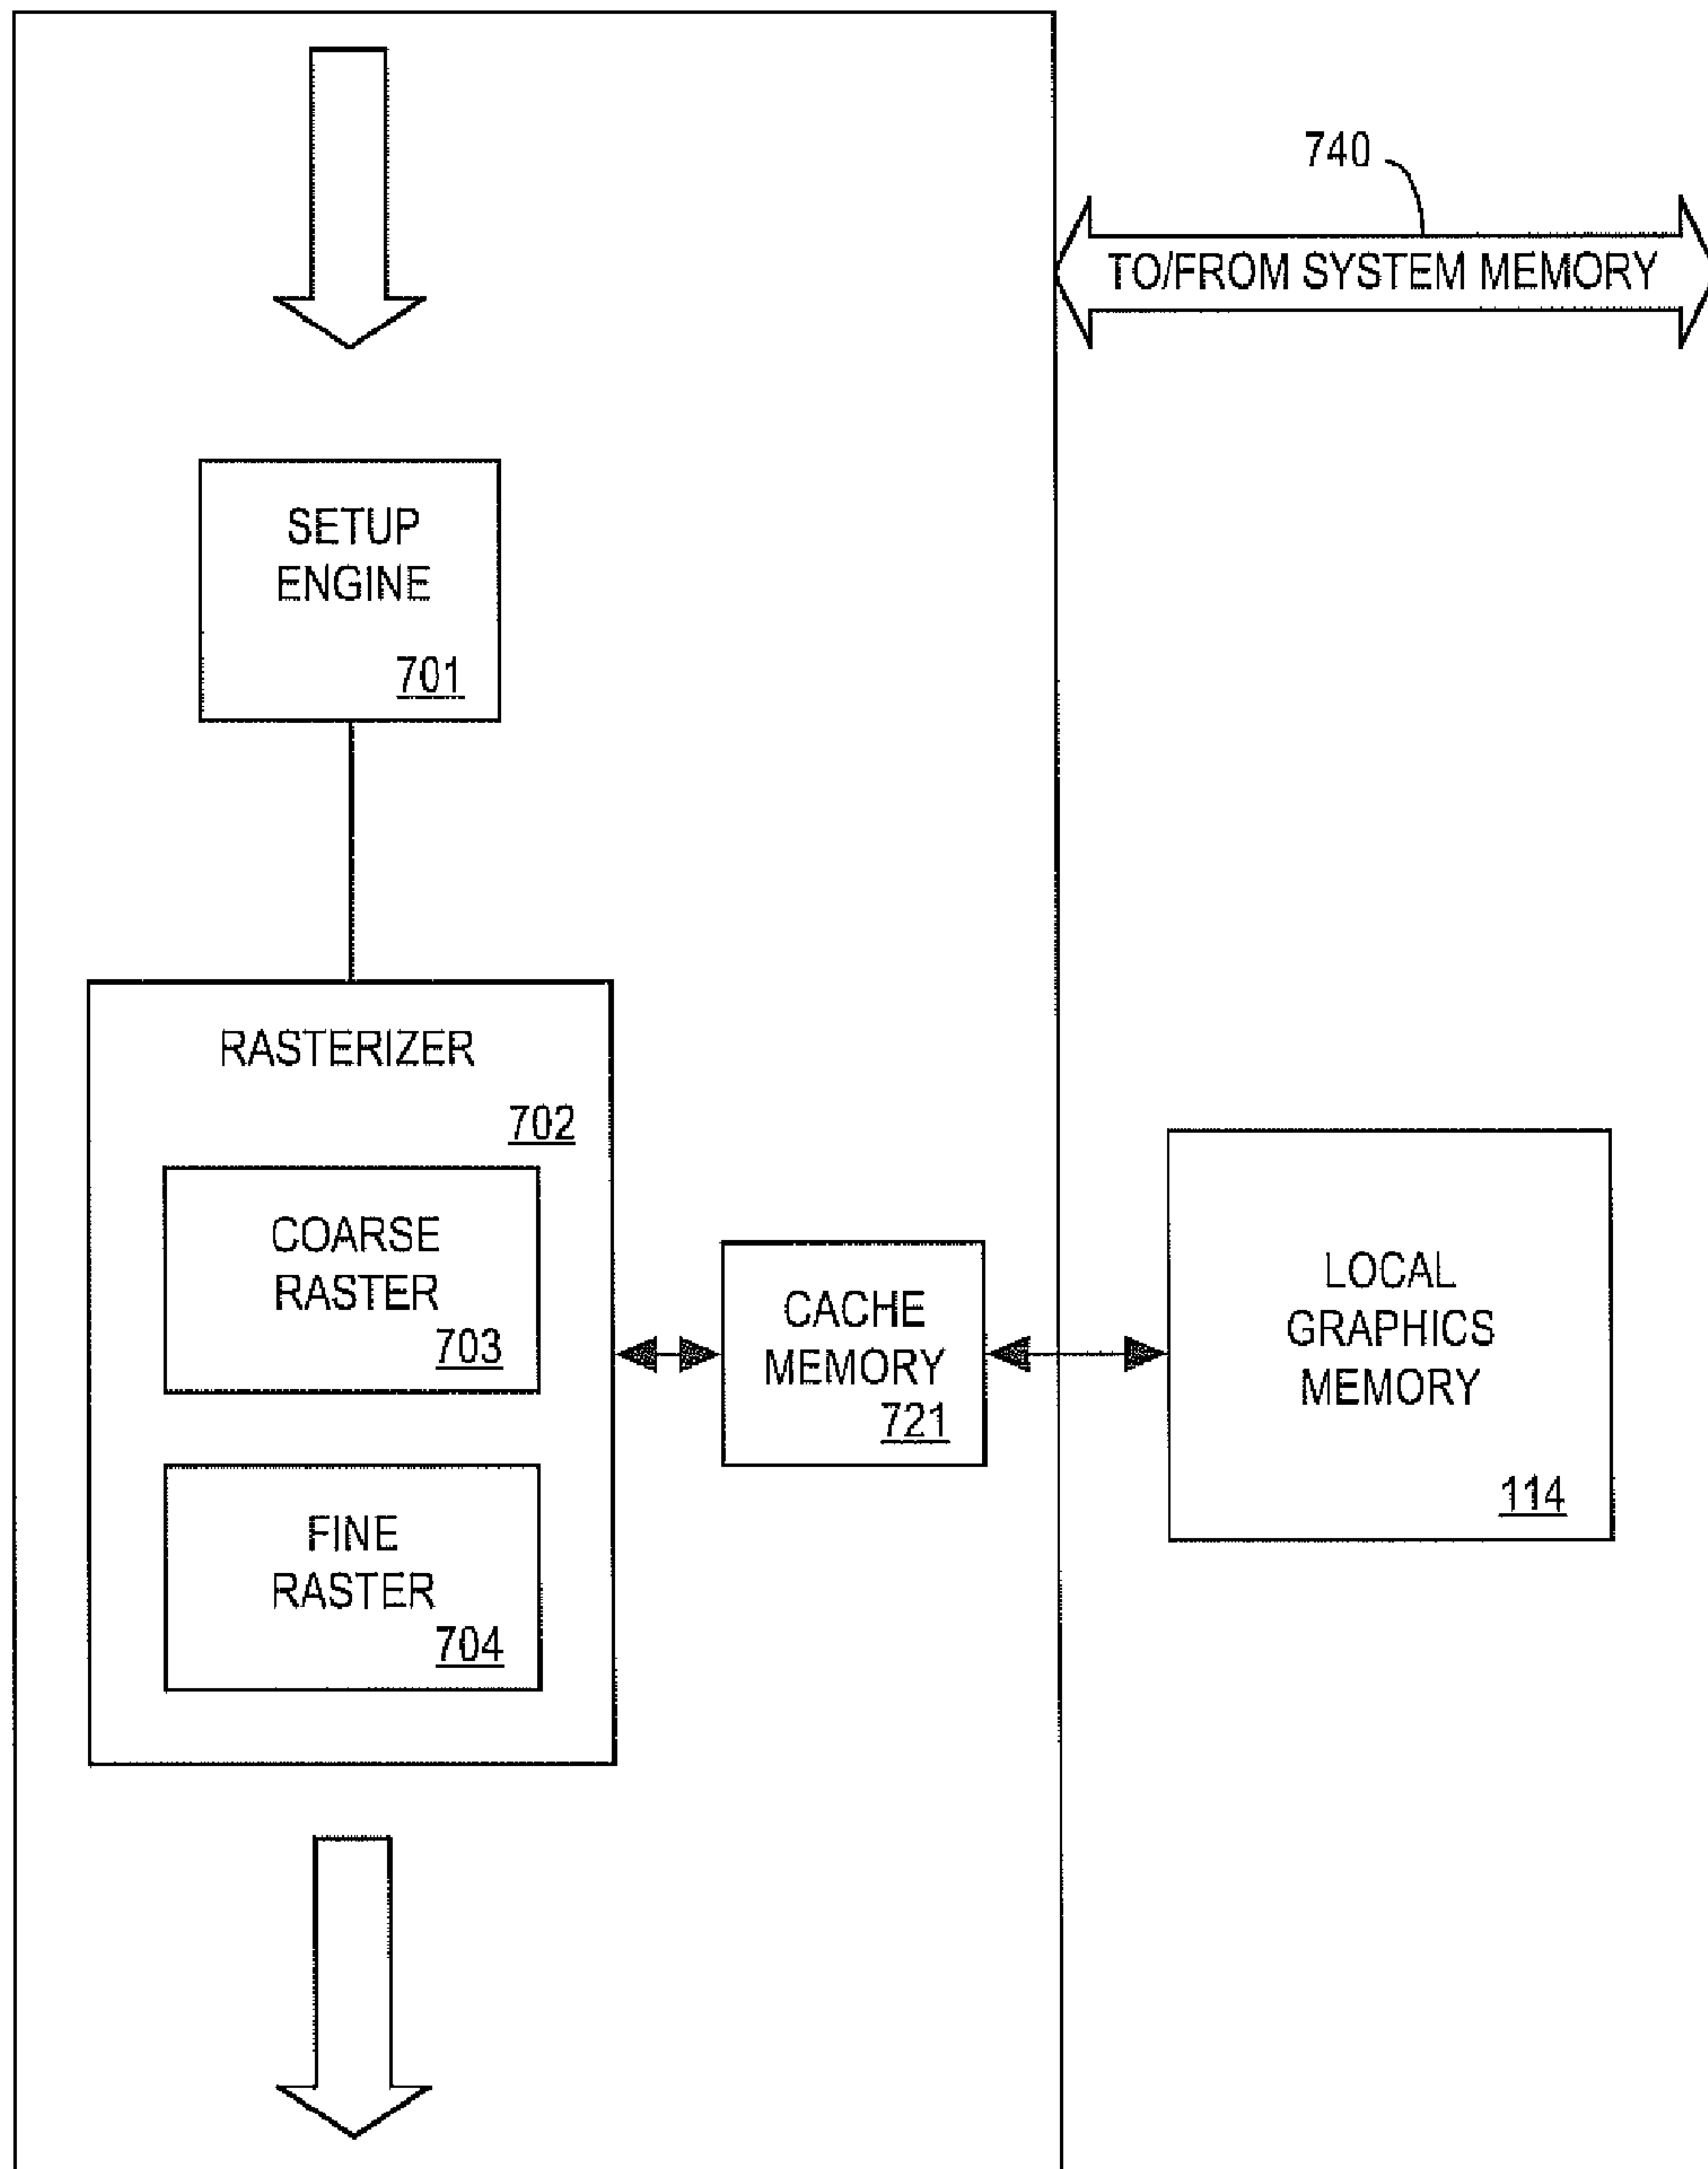 740
TO/FROM SYSTEM MEMORY
SETUP
ENGINE
701
RASTERIZER
702
COARSE
RASTER
703
FINE
RASTER
704
CACHE
MEMORY
721
LOCAL
GRAPHICS
MEMORY
114